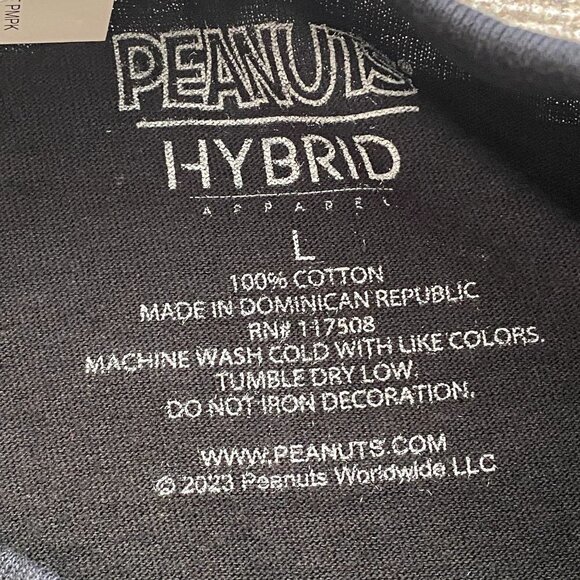 PMPK
PEANUTS®
HYBRID
APPAREL
L
100% COTTON
MADE IN DOMINICAN REPUBLIC
RN# 117508
MACHINE WASH COLD WITH LIKE COLORS.
TUMBLE DRY LOW.
DO NOT IRON DECORATION.
WWW.PEANUTS.COM
© 2023 Peanuts Worldwide LLC